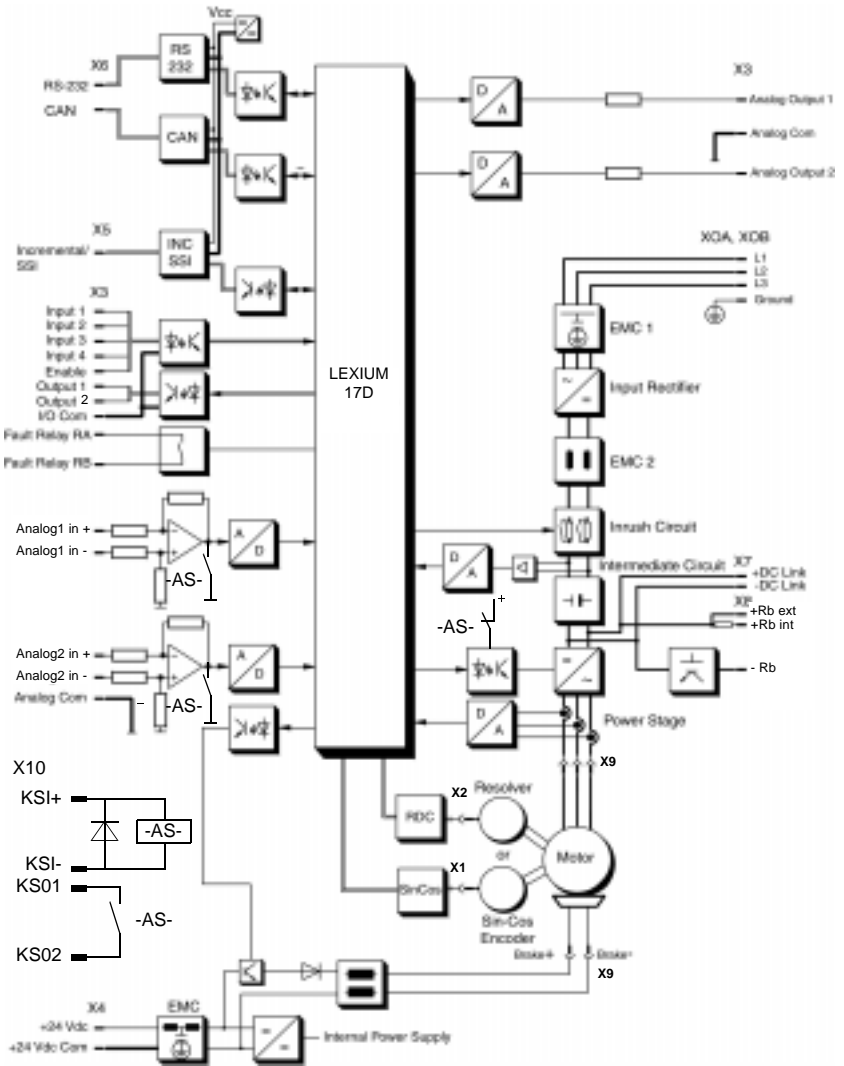 Vcc
X6
RS
232
RS-232
CAN
CAN
X5
INC
SSI
Incremental/
SSI
X3
Input 1
Input 2
Input 3
Input 4
Enable
Output 1
Output 2
I/O Com
Fault Relay RA
Fault Relay RB
Analog1 in +
Analog1 in -
-AS-
A
D
Analog2 in +
Analog2 in -
Analog Com
-AS-
A
D
LEXIUM
17D
X3
D
A
Analog Output 1
Analog Com
D
A
Analog Output 2
XOA, XOB
L1
L2
L3
Ground
EMC 1
Input Rectifier
EMC 2
Inrush Circuit
D
A
Intermediate Circuit
X7
+DC Link
-DC Link
X8
+Rb ext
+Rb int
-AS-
+
- Rb
D
A
Power Stage
X9
X10
KSI+
-AS-
KSI-
KS01
-AS-
KS02
X2
Resolver
RDC
or
Motor
X1
SinCos
Sin-Cos
Encoder
Brake+
Brake-
X9
X4
EMC
+24 Vdc
+24 Vdc Com
Internal Power Supply